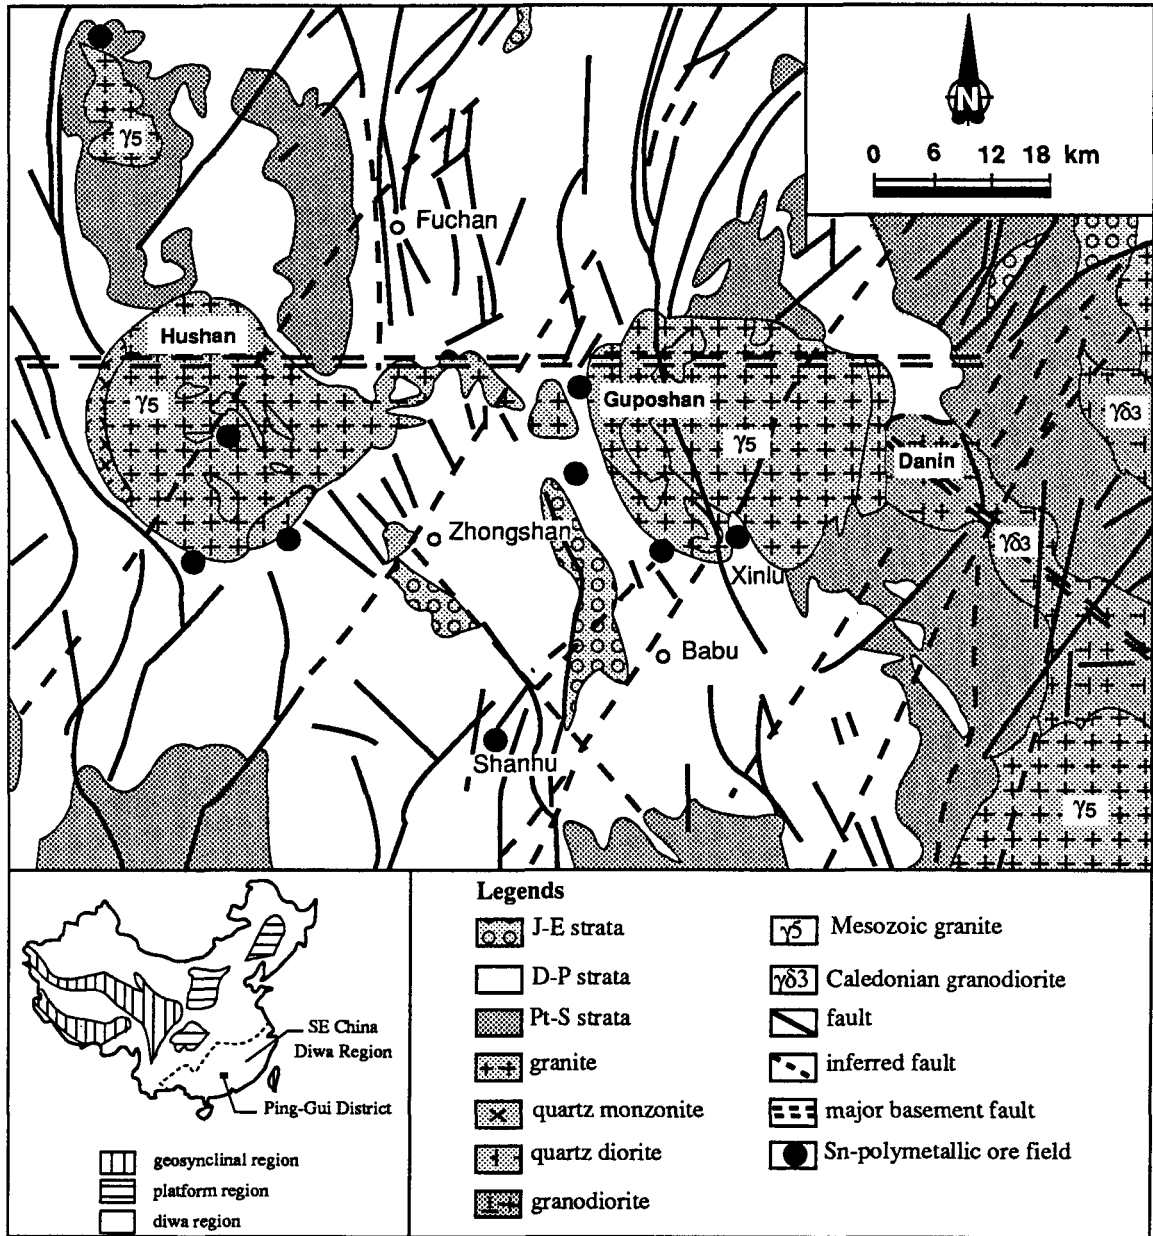 γ5
N
0 6 12 18 km
Fuchan
Hushan
γ5
Guposhan
γδ3
γ5
Danin
Zhongshan
γδ3
Xinlu
Babu
Shanhu
γ5
SE China
Diwa Region
Ping-Gui District
geosynclinal region
platform region
diwa region
Legends
J-E strata
D-P strata
Pt-S strata
granite
quartz monzonite
quartz diorite
granodiorite
γ5 Mesozoic granite
γδ3 Caledonian granodiorite
fault
inferred fault
major basement fault
Sn-polymetallic ore field